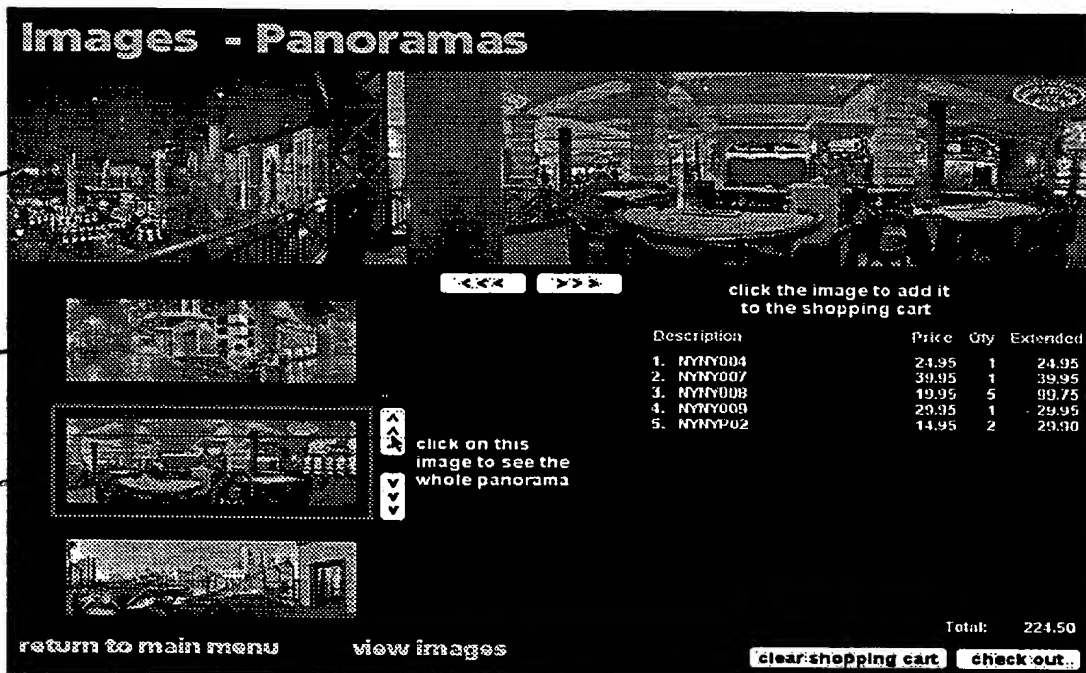 Images - Panoramas
<<< >>>
click the image to add it
to the shopping cart
Description Price Qty Extended
1. NYNY004 24.95 1 24.95
2. NYNY007 39.95 1 39.95
3. NYNY008 19.95 5 99.75
4. NYNY009 29.95 1 29.95
5. NYNYP02 14.95 2 29.90
click on this
image to see the
whole panorama
Total: 224.50
return to main menu view images
clear shopping cart check out..